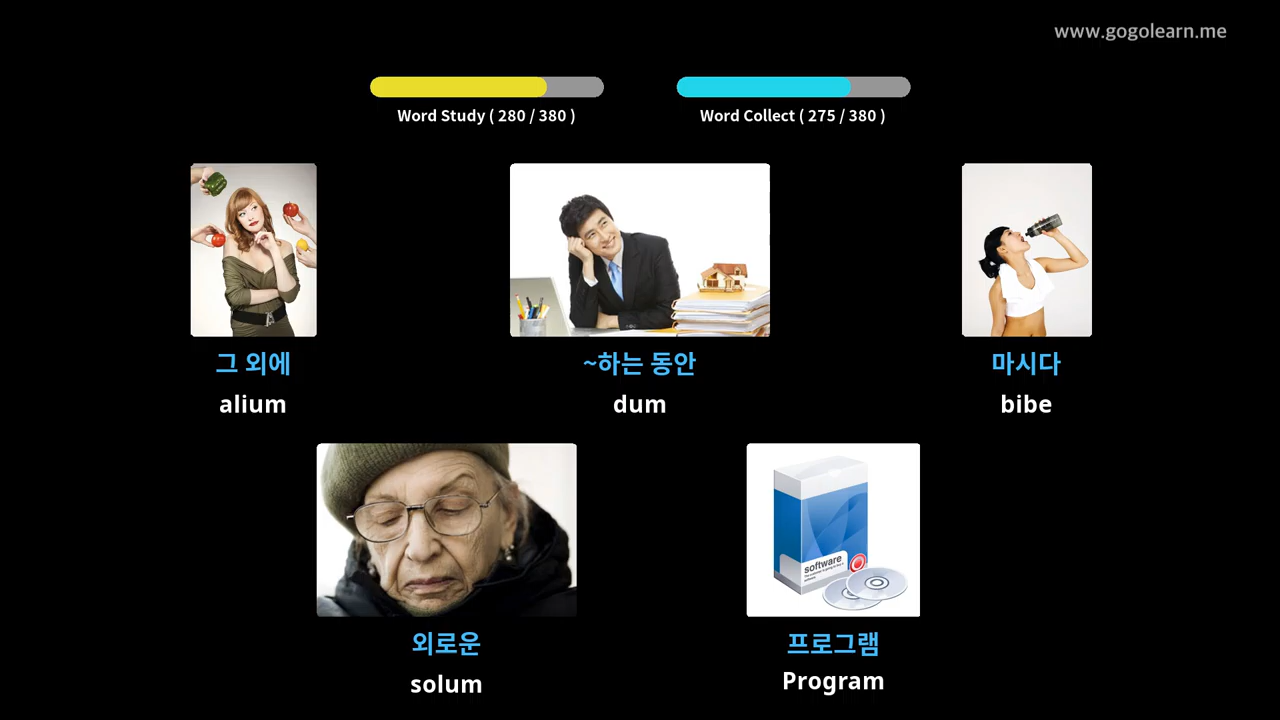 www.gogolearn.me
Word Study ( 280 / 380 )
Word Collect ( 275 / 380 )
그 외에
~하는 동안
마시다
alium
dum
bibe
software
외로운
프로그램
solum
Program